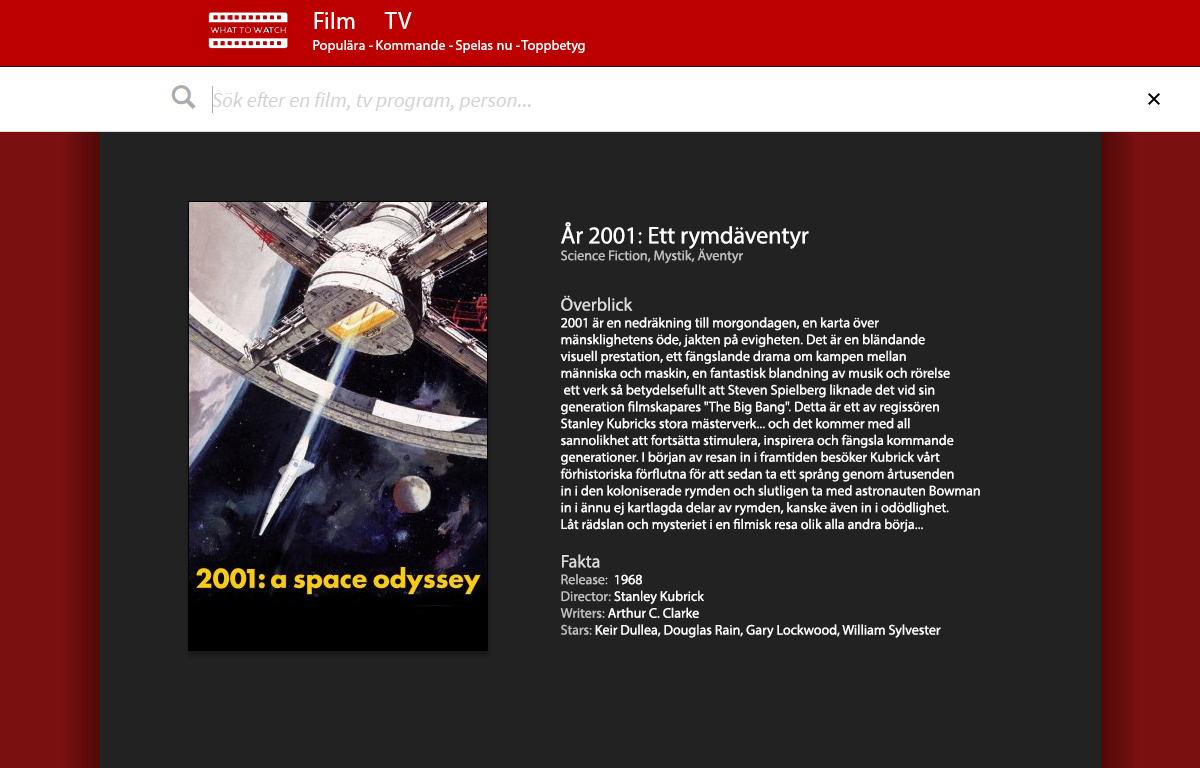 WHAT TO WATCH
Film TV
Populära - Kommande - Spelas nu - Toppbetyg
Sök efter en film, tv program, person...
×
År 2001: Ett rymdäventyr
Science Fiction, Mystik, Äventyr
Överblick
2001 är en nedräkning till morgondagen, en karta över
mänsklighetens öde, jakten på evigheten. Det är en bländande
visuell prestation, ett fängslande drama om kampen mellan
människa och maskin, en fantastisk blandning av musik och rörelse
ett verk så betydelsefullt att Steven Spielberg liknade det vid sin
generation filmskapares "The Big Bang". Detta är ett av regissören
Stanley Kubricks stora mästerverk... och det kommer med all
sannolikhet att fortsätta stimulera, inspirera och fängsla kommande
generationer. I början av resan in i framtiden besöker Kubrick vårt
förhistoriska förflutna för att sedan ta ett språng genom årtusenden
in i den koloniserade rymden och slutligen ta med astronauten Bowman
in i ännu ej kartlagda delar av rymden, kanske även in i odödlighet.
Låt rädslan och mysteriet i en filmisk resa olik alla andra börja...
Fakta
Release: 1968
Director: Stanley Kubrick
Writers: Arthur C. Clarke
Stars: Keir Dullea, Douglas Rain, Gary Lockwood, William Sylvester
2001: a space odyssey